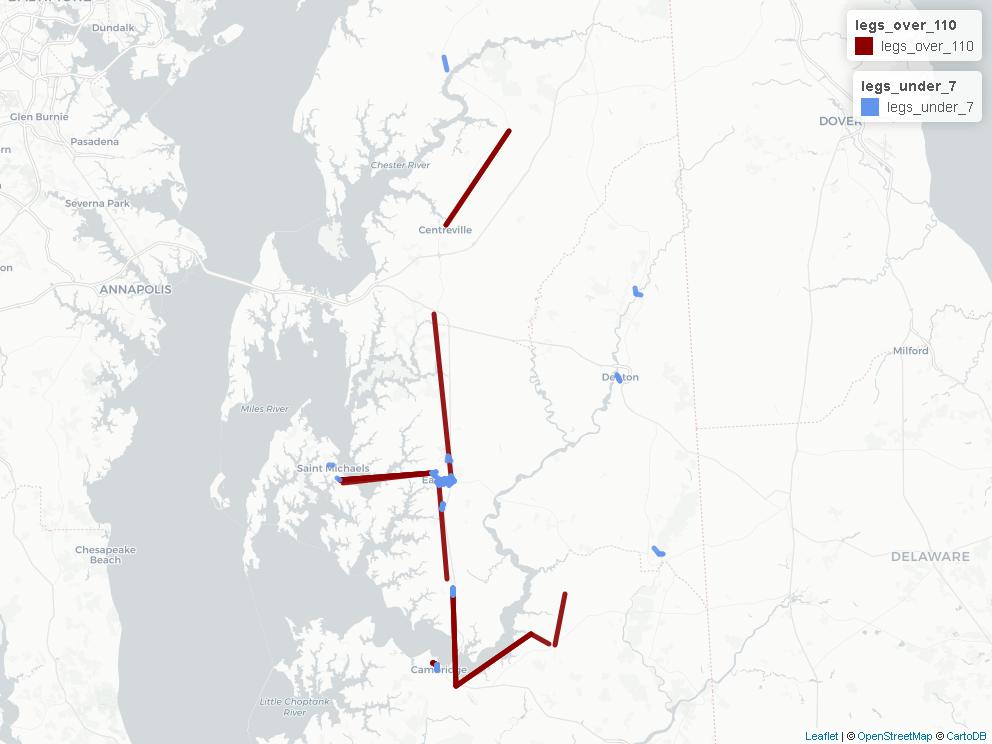 Dundalk
Glen Burnie
Pasadena
Severna Park
ANNAPOLIS
Chester River
Centreville
DOVER
Milford
Denton
Miles River
Saint Michaels
Chesapeake
Beach
DELAWARE
Cambridge
Little Choptank
River
legs_over_110
legs_over_110
legs_under_7
legs_under_7
Leaflet | © OpenStreetMap © CartoDB